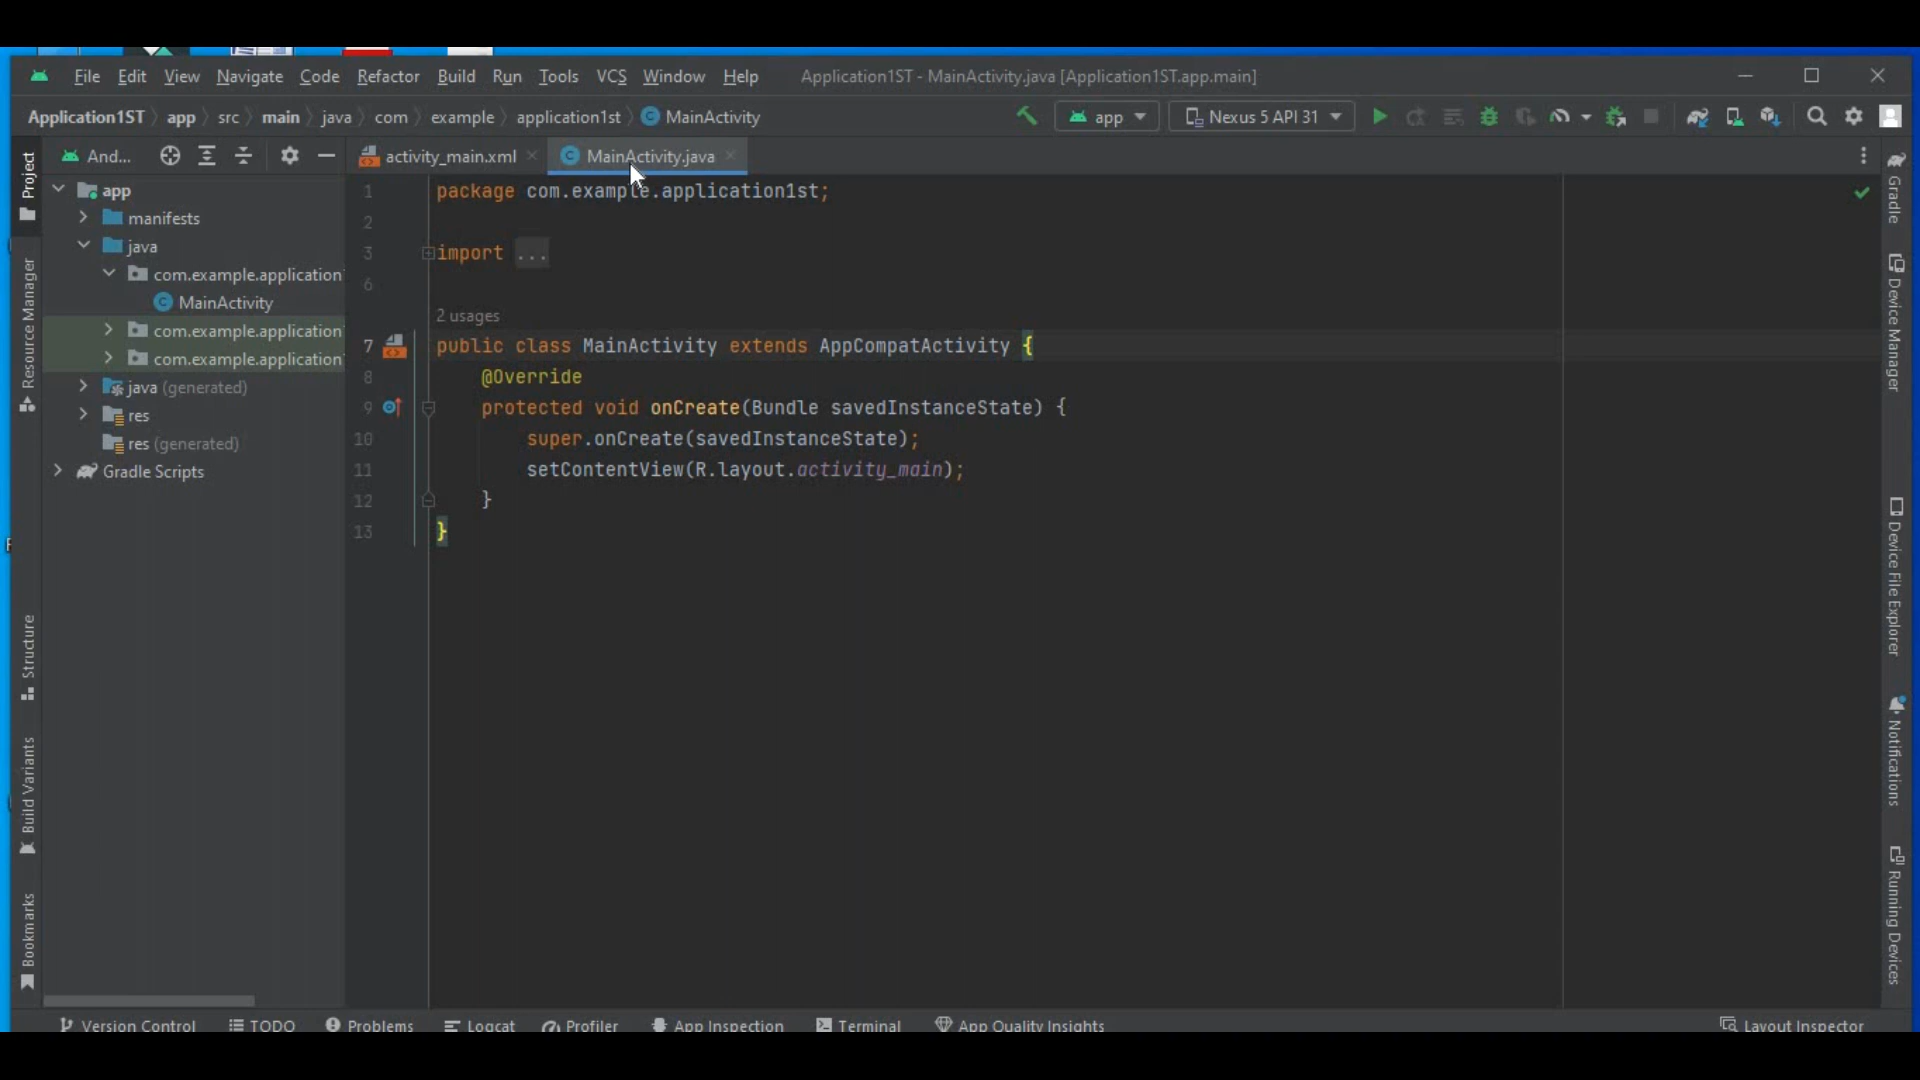 File Edit View Navigate Code Refactor Build Run Tools VCS Window Help Application1ST - MainActivity.java [Application1ST.app.main]
Application1ST app src main java com example application1st MainActivity app Nexus 5 API 31
And... activity_main.xml MainActivity.java
Project
Resource Manager
Structure
Build Variants
Bookmarks
app
manifests
java
com.example.application
MainActivity
com.example.application
com.example.application
java (generated)
res
res (generated)
Gradle Scripts
1 package com.example.application1st;
2
3 import ...
6
2 usages
7 public class MainActivity extends AppCompatActivity {
8 @Override
9 protected void onCreate(Bundle savedInstanceState) {
10 super.onCreate(savedInstanceState);
11 setContentView(R.layout.activity_main);
12 }
13 }
Gradle
Device Manager
Device File Explorer
Notifications
Running Devices
Version Control TODO Problems Logcat Profiler App Inspection Terminal App Quality Insights Layout Inspector